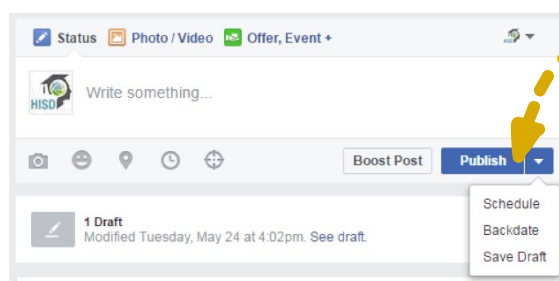 Status Photo / Video Offer, Event +
HISD
Write something...
Boost Post Publish
Schedule
Backdate
Save Draft
1 Draft
Modified Tuesday, May 24 at 4:02pm. See draft.